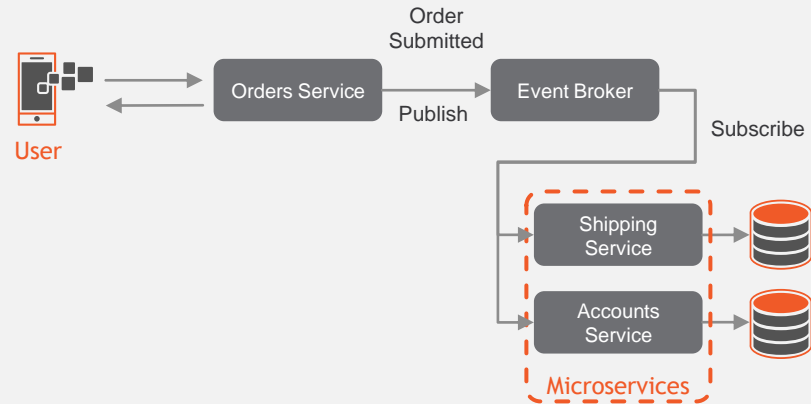 Order
Submitted
Orders Service
Event Broker
Publish
User
Subscribe
Shipping
Service
Accounts
Service
Microservices